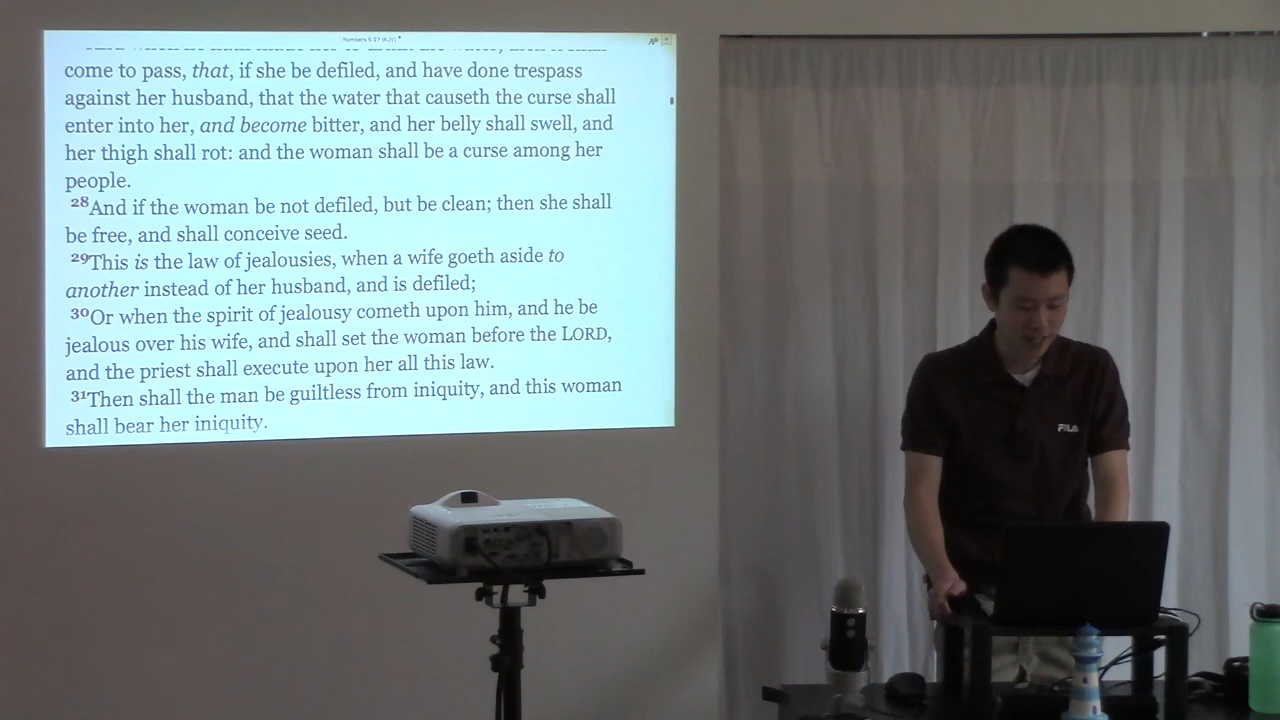 Numbers 5:27 (KJV)
come to pass, that, if she be defiled, and have done trespass
against her husband, that the water that causeth the curse shall
enter into her, and become bitter, and her belly shall swell, and
her thigh shall rot: and the woman shall be a curse among her
people.
28And if the woman be not defiled, but be clean; then she shall
be free, and shall conceive seed.
29This is the law of jealousies, when a wife goeth aside to
another instead of her husband, and is defiled;
30Or when the spirit of jealousy cometh upon him, and he be
jealous over his wife, and shall set the woman before the LORD,
and the priest shall execute upon her all this law.
31Then shall the man be guiltless from iniquity, and this woman
shall bear her iniquity.
FILA